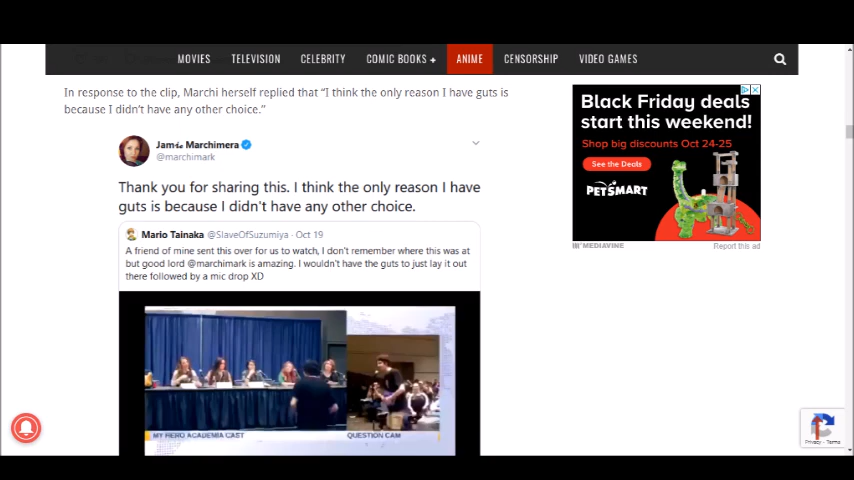 MOVIES TELEVISION CELEBRITY COMIC BOOKS + ANIME CENSORSHIP VIDEO GAMES
In response to the clip, Marchi herself replied that “I think the only reason I have guts is
because I didn’t have any other choice.”
Marchimera
@marchimark
Thank you for sharing this. I think the only reason I have
guts is because I didn't have any other choice.
Mario Tainaka @SlaveOfSuzumiya · Oct 19
A friend of mine sent this over for us to watch, I don't remember where this was at
but good lord @marchimark is amazing. I wouldn't have the guts to just lay it out
there followed by a mic drop XD
MY HERO ACADEMIA CAST QUESTION CAM
Black Friday deals
start this weekend!
Shop big discounts Oct 24-25
See the Deals
PETSMART
MEDIAVINE Report this ad
Privacy - Terms